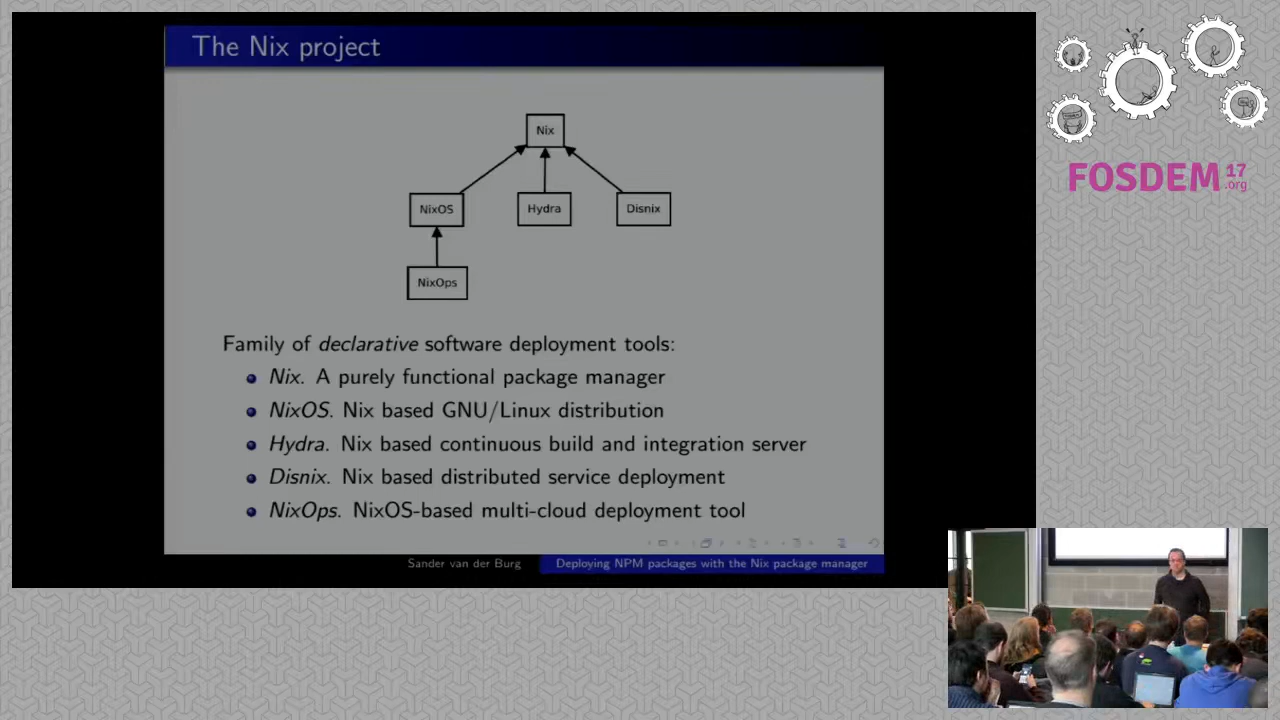 The Nix project
Nix
NixOS
Hydra
Disnix
NixOps
Family of declarative software deployment tools:
Nix. A purely functional package manager
NixOS. Nix based GNU/Linux distribution
Hydra. Nix based continuous build and integration server
Disnix. Nix based distributed service deployment
NixOps. NixOS-based multi-cloud deployment tool
Sander van der Burg
Deploying NPM packages with the Nix package manager
FOSDEM 17
.org